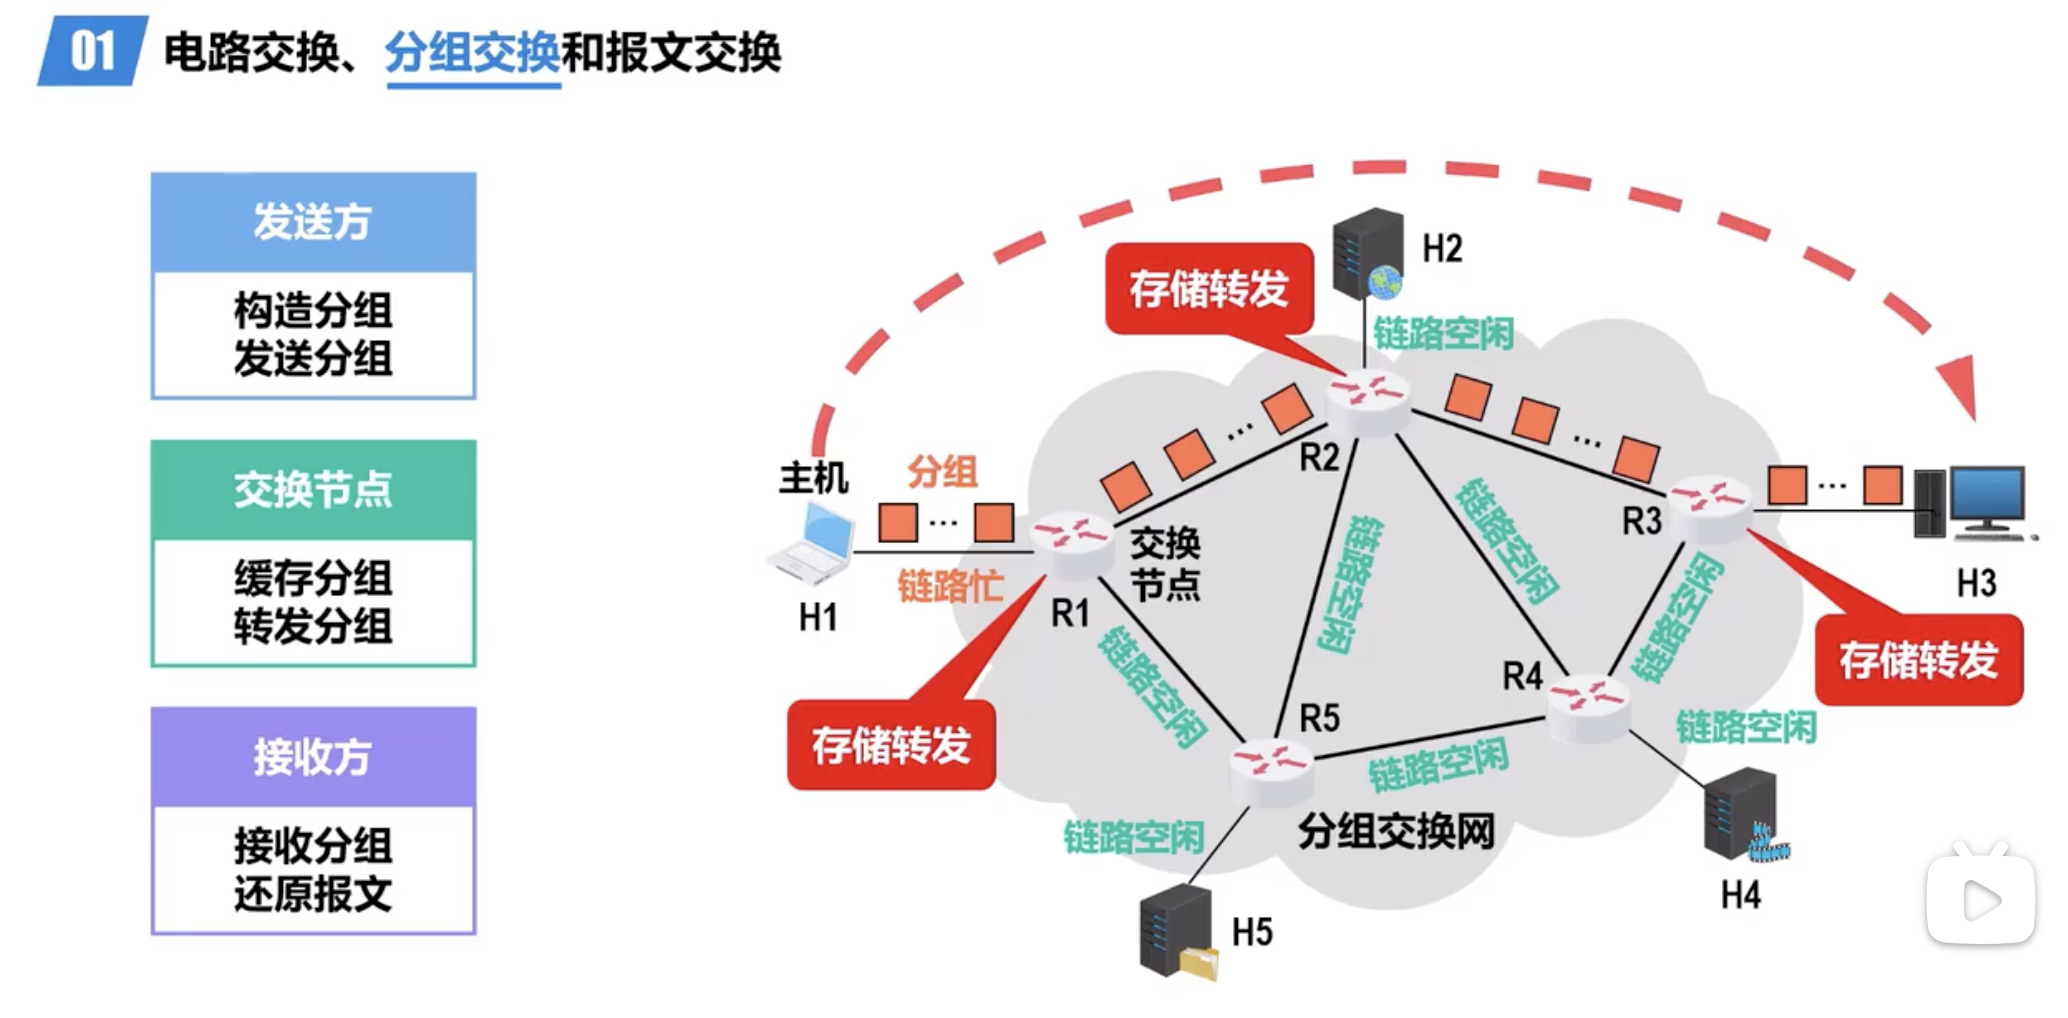 01 电路交换、分组交换和报文交换
发送方
构造分组
发送分组
交换节点
缓存分组
转发分组
接收方
接收分组
还原报文
H2
存储转发
链路空闲
主机
分组
...
链路忙
H1
R1
交换
节点
...
R2
...
R3
...
H3
存储转发
链路空闲
链路空闲
链路空闲
链路空闲
存储转发
R4
R5
链路空闲
链路空闲
分组交换网
链路空闲
H4
H5